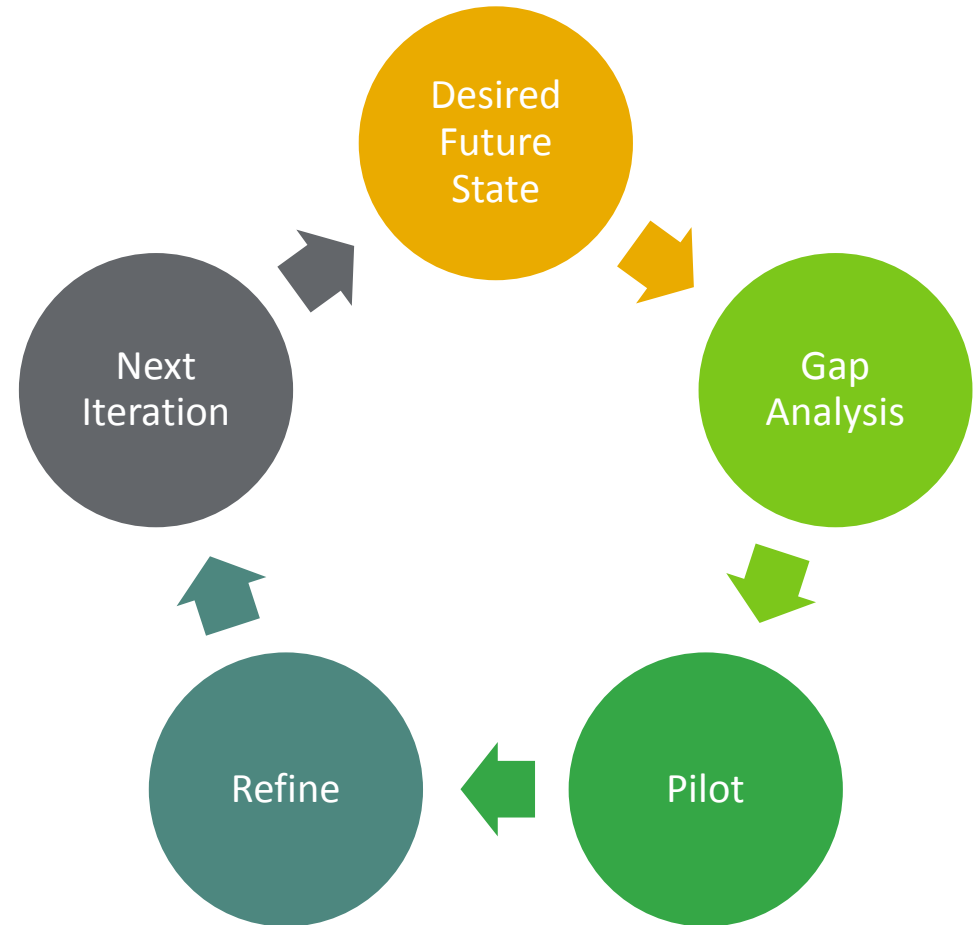 Desired
Future
State
Gap
Analysis
Pilot
Refine
Next
Iteration